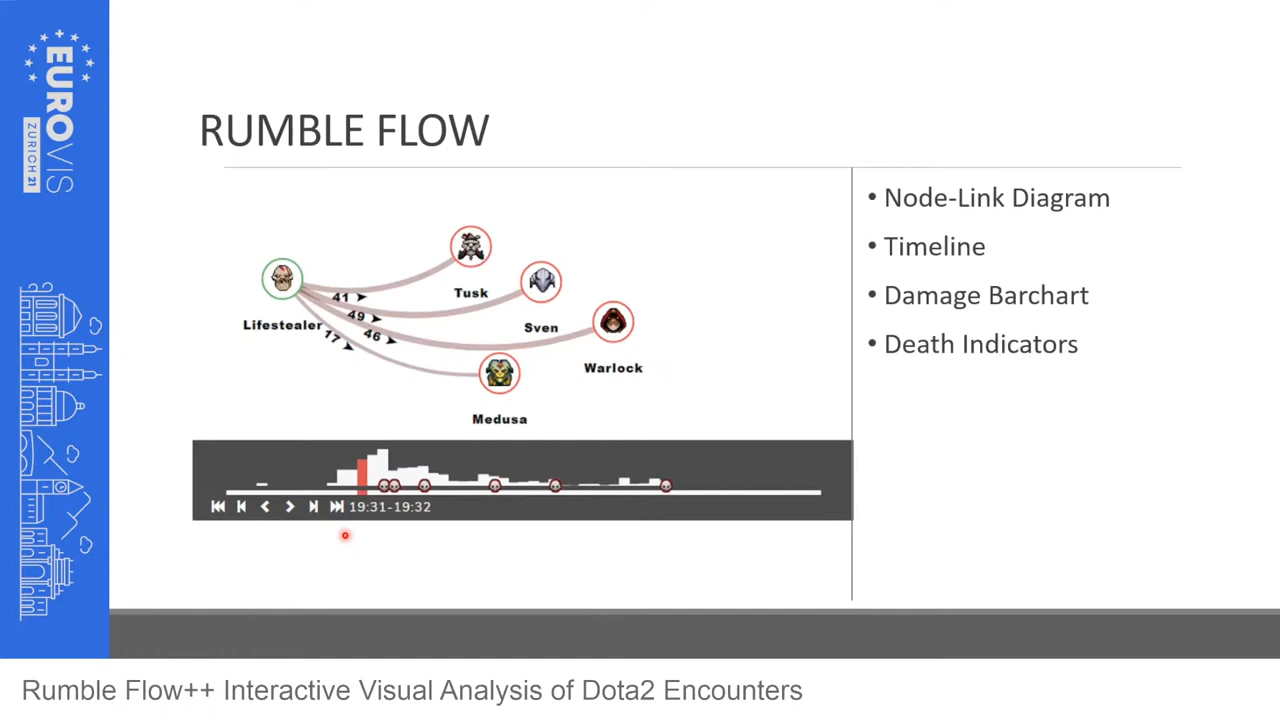 EUROVIS
ZURICH 21
RUMBLE FLOW
• Node-Link Diagram
• Timeline
• Damage Barchart
• Death Indicators
Tusk
41
Lifestealer
49
Sven
46
77
Warlock
Medusa
19:31-19:32
Rumble Flow++ Interactive Visual Analysis of Dota2 Encounters